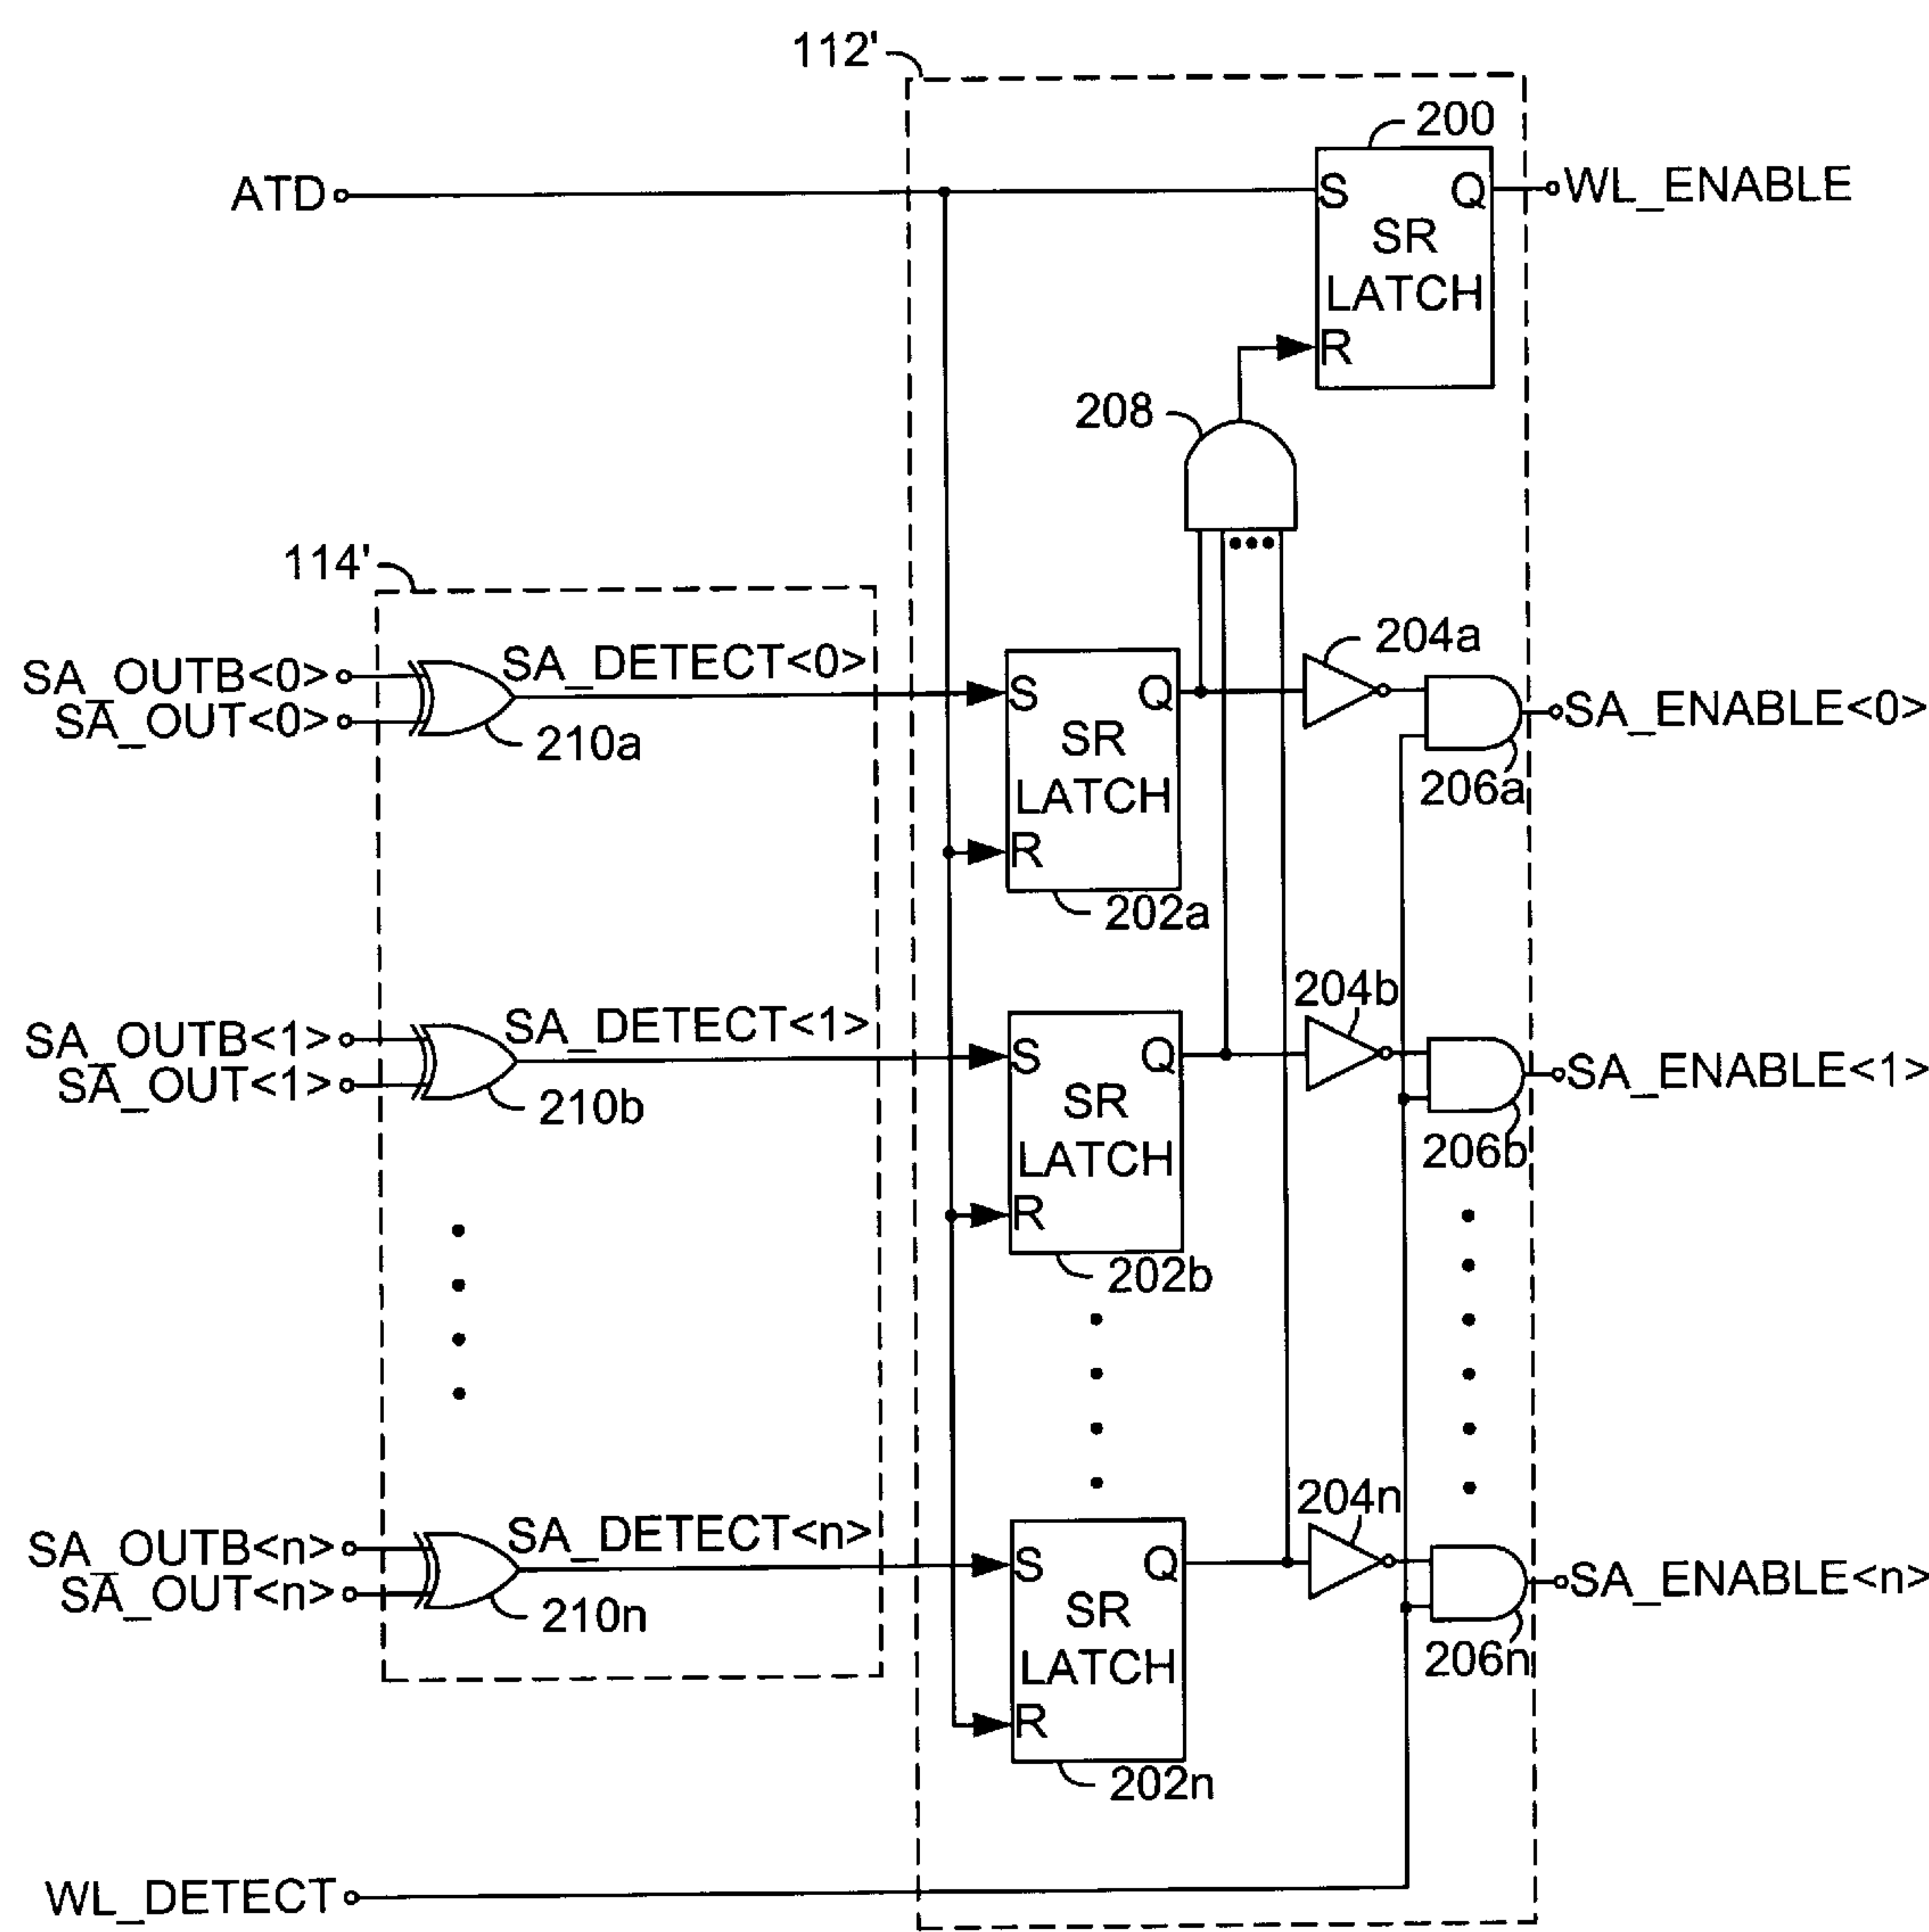 112'
200
ATD
S
Q
WL_ENABLE
SR
LATCH
R
208
114'
SA_OUTB<0>
SA_OUT<0>
SA_DETECT<0>
210a
S
Q
SR
LATCH
R
202a
204a
SA_ENABLE<0>
206a
SA_OUTB<1>
SA_OUT<1>
SA_DETECT<1>
210b
S
Q
SR
LATCH
R
202b
204b
SA_ENABLE<1>
206b
SA_OUTB<n>
SA_OUT<n>
SA_DETECT<n>
210n
S
Q
SR
LATCH
R
202n
204n
SA_ENABLE<n>
206n
WL_DETECT